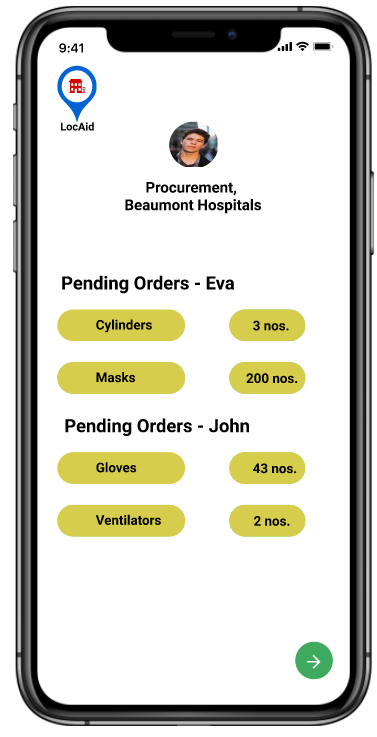 9:41
LocAid
Procurement,
Beaumont Hospitals
Pending Orders - Eva
Cylinders 3 nos.
Masks 200 nos.
Pending Orders - John
Gloves 43 nos.
Ventilators 2 nos.